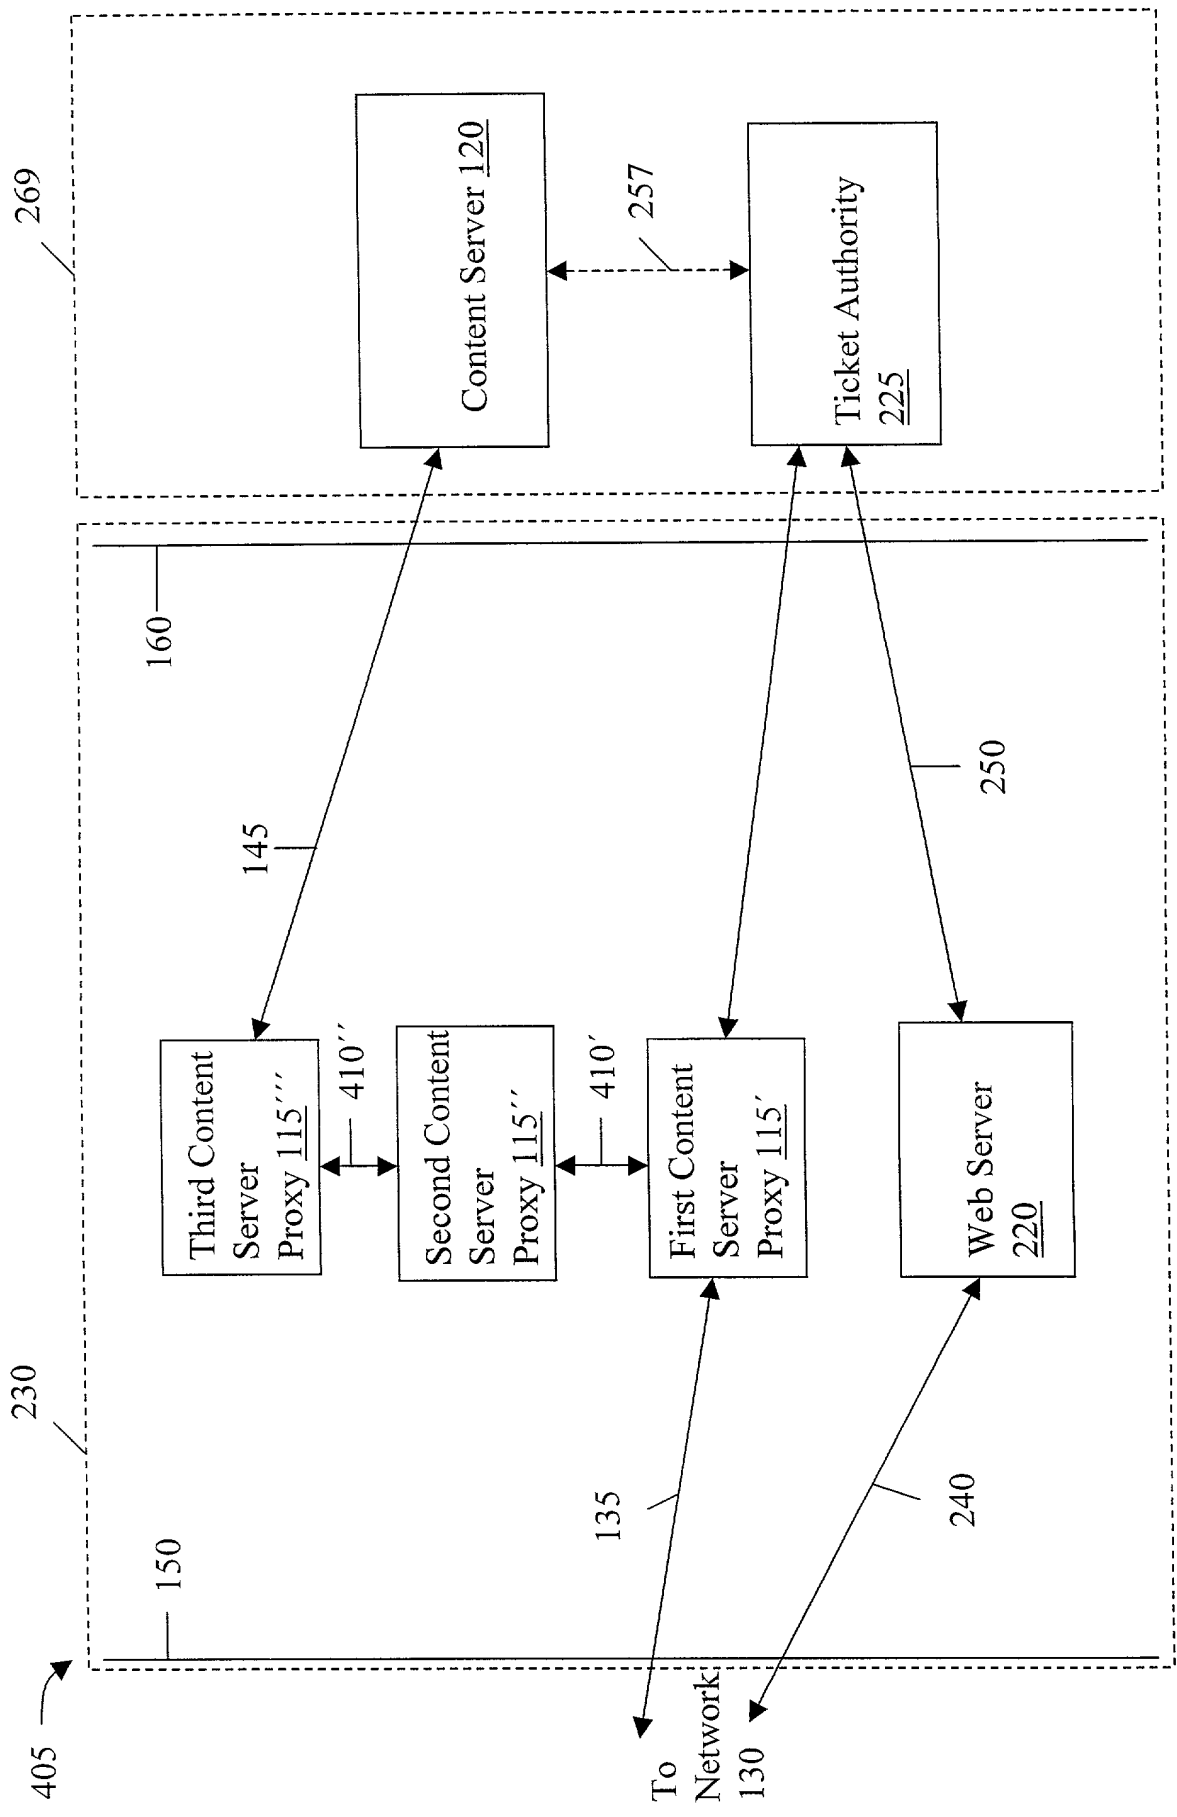 405
230
269
150
160
Third Content
Server
Proxy 115′′′
145
Content Server 120
410′′
Second Content
Server
Proxy 115′′
257
410′
First Content
Server
Proxy 115′
135
Ticket Authority
225
To
Network
130
250
Web Server
220
240